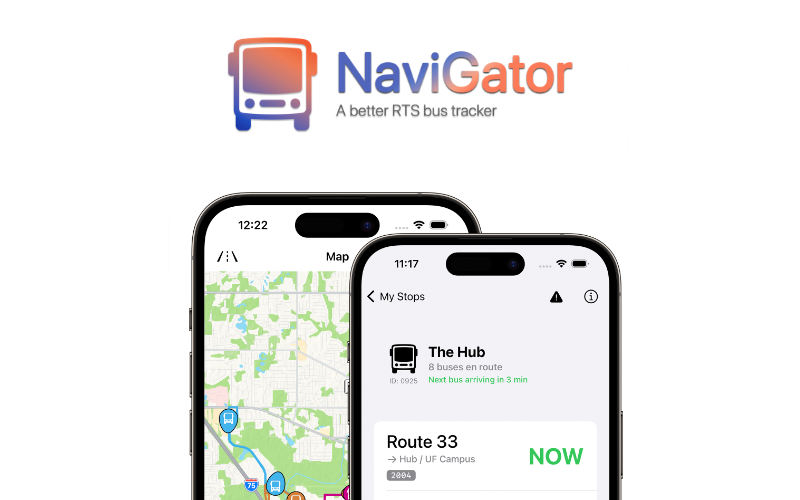 NaviGator
A better RTS bus tracker
12:22
Map
75
11:17
My Stops
The Hub
8 buses en route
ID: 0925
Next bus arriving in 3 min
Route 33
→ Hub / UF Campus
2004
NOW